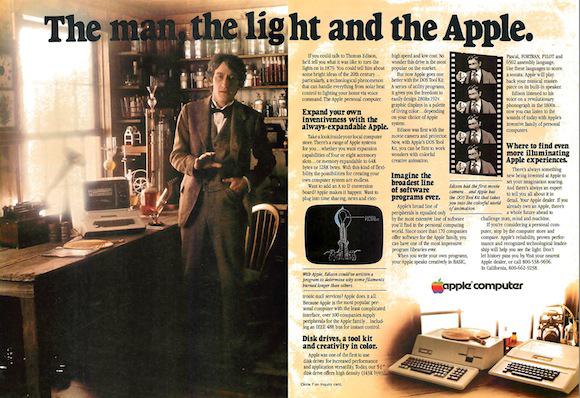 The man, the light and the Apple.
If you could talk to Thomas Edison,
he'd tell you what it was like to turn the
lights on in 1879. You could tell him about
some bright ideas of the 20th century...
particularly, a technological phenomenon
that can handle everything from solar heat
control to lighting your home via voice
command: The Apple personal computer.
Expand your own
inventiveness with the
always-expandable Apple.
Take a look inside your local computer
store. There's a range of Apple systems
for you... whether you want expansion
capabilities of four or eight accessory
slots... or memory expandable to 64K
bytes or 128K bytes. With this kind of flexi-
bility, the possibilities for creating your
own computer system are endless.
Want to add an A to D conversion
board? Apple makes it happen. Want to
plug into time sharing, news and elec-
With Apple, Edison could've written a
program to determine why some filaments
burned longer than others.
tronic mail services? Apple does it all.
Because Apple is the most popular per-
sonal computer with the least complicated
interface, over 100 companies supply
peripherals for the Apple family... includ-
ing an IEEE 488 bus for instant control.
Disk drives, a tool kit
and creativity in color.
Apple was one of the first to use
disk drives for increased performance
and application versatility. Today, our 5¼"
disk drive offers high density (143K bytes),
high speed and low cost. No
wonder this drive is the most
popular on the market.
But now Apple goes one
better with the DOS Tool Kit.
A series of utility programs,
it gives you the freedom to
easily design 280 x 192
graphic displays in a palette
of living color... depending
on your choice of Apple
system.
Edison was first with the
movie camera and projector.
Now, with Apple's DOS Tool
Kit, you can be first to work
wonders with colorful
creative animation.
Imagine the
broadest line
of software
programs ever.
Apple's broad line of
peripherals is equalled only
by the most extensive line of software
you'll find in the personal computing
world. Since more than 170 companies
offer software for the Apple family, you
can have one of the most impressive
program libraries ever.
When you write your own programs,
your Apple speaks creatively in BASIC,
Edison had the first movie
camera... and Apple has
the DOS Tool Kit that takes
you into the colorful world
of animation.
Pascal, FORTRAN, PILOT and
6502 assembly language.
Use these languages to score
a sonata. Apple will play
back your musical master-
piece on its built-in speaker.
Edison listened to his
voice on a revolutionary
phonograph in the 1800s...
now you can listen to the
sounds of today with Apple's
inventive family of personal
computers.
Where to find even
more illuminating
Apple experiences.
There's always something
new being invented at Apple to
set your imagination soaring.
And there's always an expert
to tell you all about it in
detail. Your Apple dealer. If you
already own an Apple, there's
a whole future ahead to
challenge man, mind and machine.
If you're considering a personal com-
puter, stop by the computer store and
compare. Apple's reliability, proven perfor-
mance and recognized technological leader-
ship will help you see the light. Don't
let history pass you by. Visit your nearest
Apple dealer, or call 800-538-9696.
In California, 800-662-9238.
apple computer
Circle 7 on inquiry card.